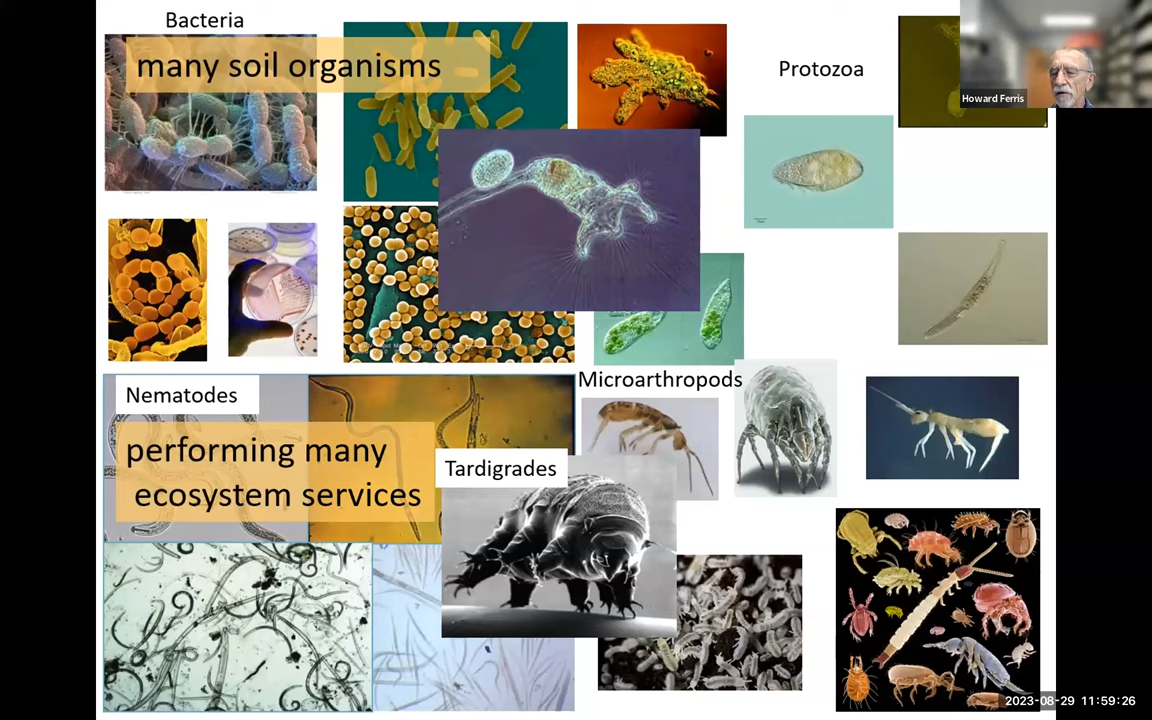 Bacteria
many soil organisms
Protozoa
Howard Ferris
Microarthropods
Nematodes
performing many
ecosystem services
Tardigrades
2023-08-29 11:59:26